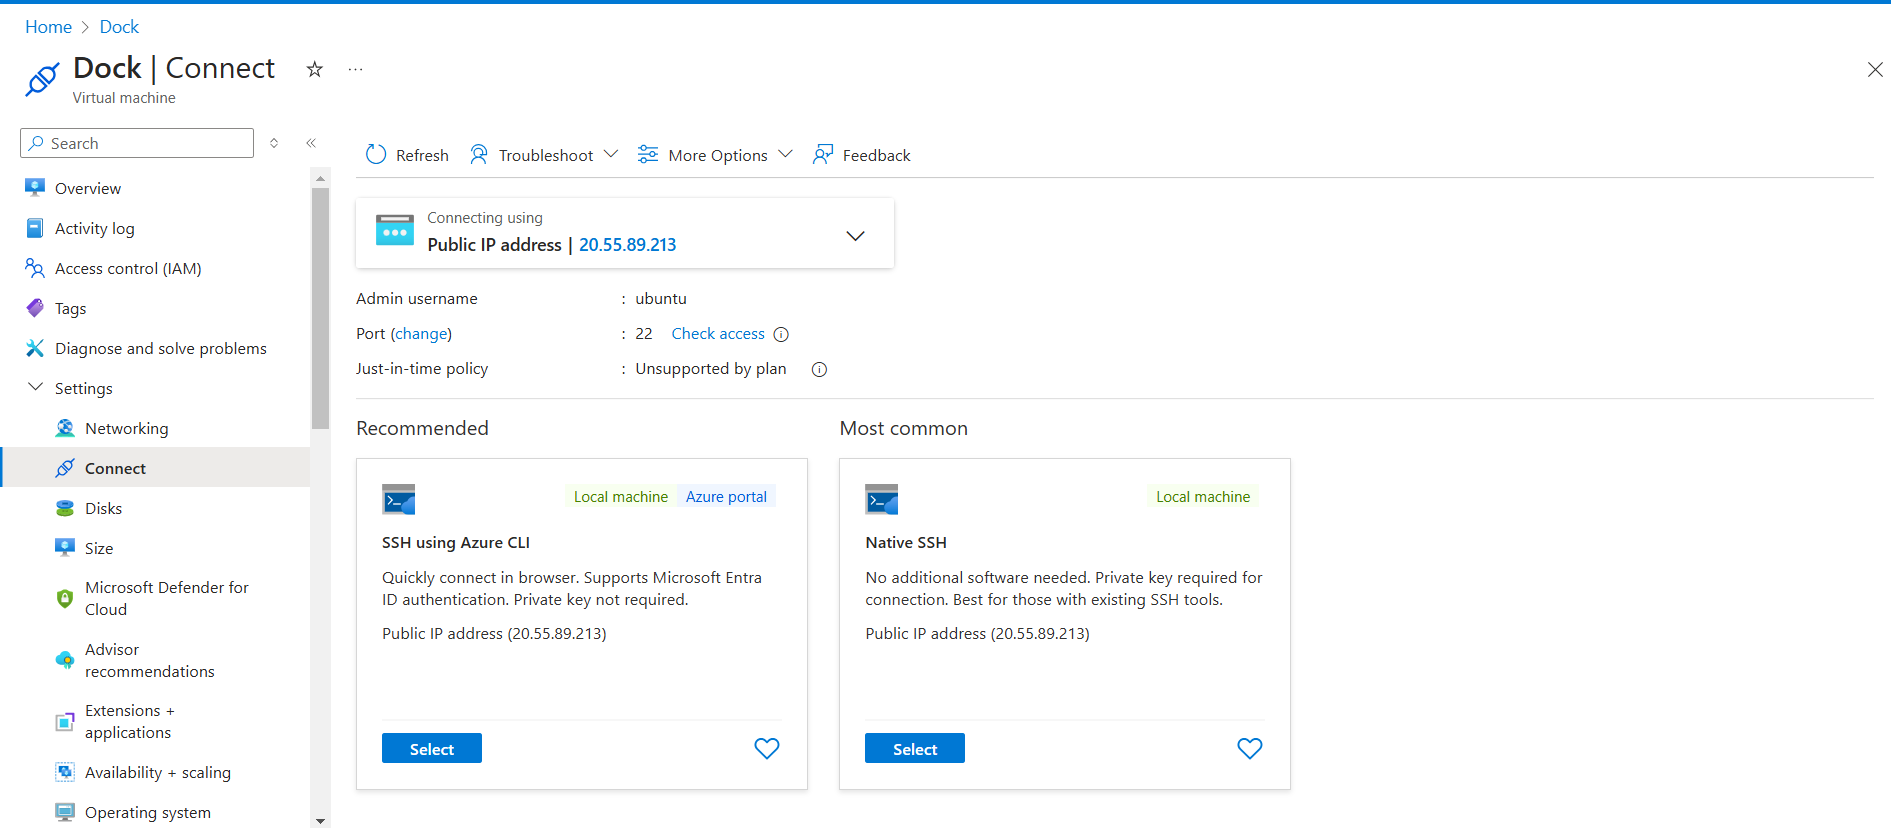 Home > Dock
Dock | Connect
Virtual machine
Search
Overview
Activity log
Access control (IAM)
Tags
Diagnose and solve problems
Settings
Networking
Connect
Disks
Size
Microsoft Defender for
Cloud
Advisor
recommendations
Extensions +
applications
Availability + scaling
Operating system
Refresh Troubleshoot More Options Feedback
Connecting using
Public IP address | 20.55.89.213
Admin username : ubuntu
Port (change) : 22 Check access
Just-in-time policy : Unsupported by plan
Recommended
Local machine Azure portal
SSH using Azure CLI
Quickly connect in browser. Supports Microsoft Entra
ID authentication. Private key not required.
Public IP address (20.55.89.213)
Select
Most common
Local machine
Native SSH
No additional software needed. Private key required for
connection. Best for those with existing SSH tools.
Public IP address (20.55.89.213)
Select